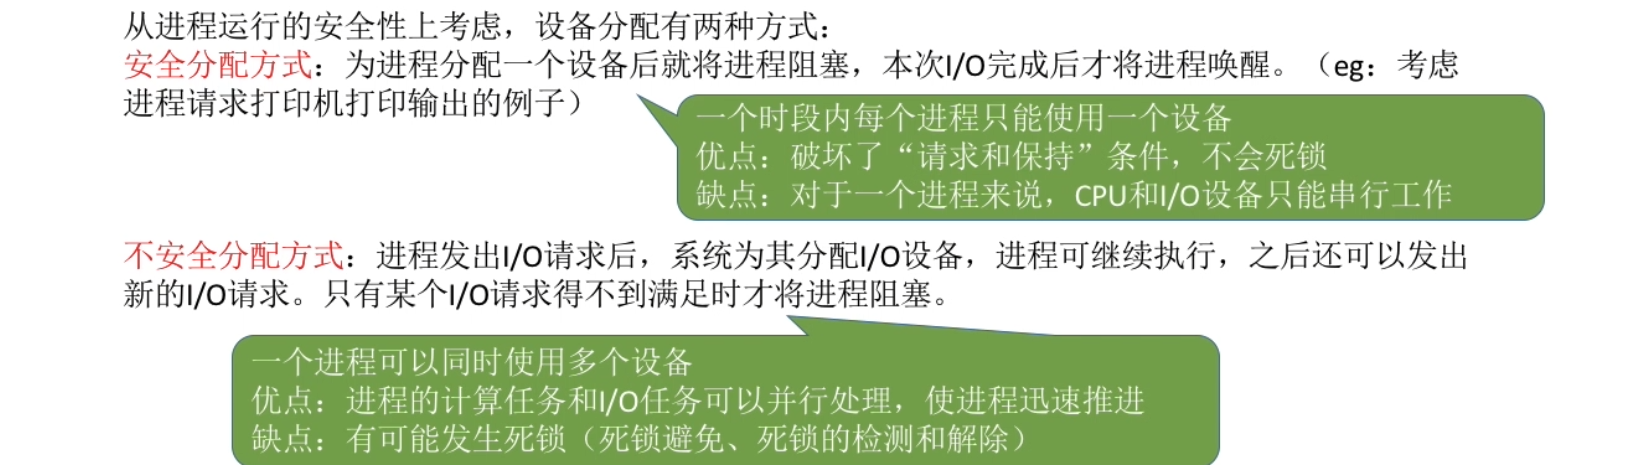 从进程运行的安全性上考虑，设备分配有两种方式：
安全分配方式：为进程分配一个设备后就将进程阻塞，本次I/O完成后才将进程唤醒。（eg：考虑
进程请求打印机打印输出的例子）
一个时段内每个进程只能使用一个设备
优点：破坏了“请求和保持”条件，不会死锁
缺点：对于一个进程来说，CPU和I/O设备只能串行工作
不安全分配方式：进程发出I/O请求后，系统为其分配I/O设备，进程可继续执行，之后还可以发出
新的I/O请求。只有某个I/O请求得不到满足时才将进程阻塞。
一个进程可以同时使用多个设备
优点：进程的计算任务和I/O任务可以并行处理，使进程迅速推进
缺点：有可能发生死锁（死锁避免、死锁的检测和解除）